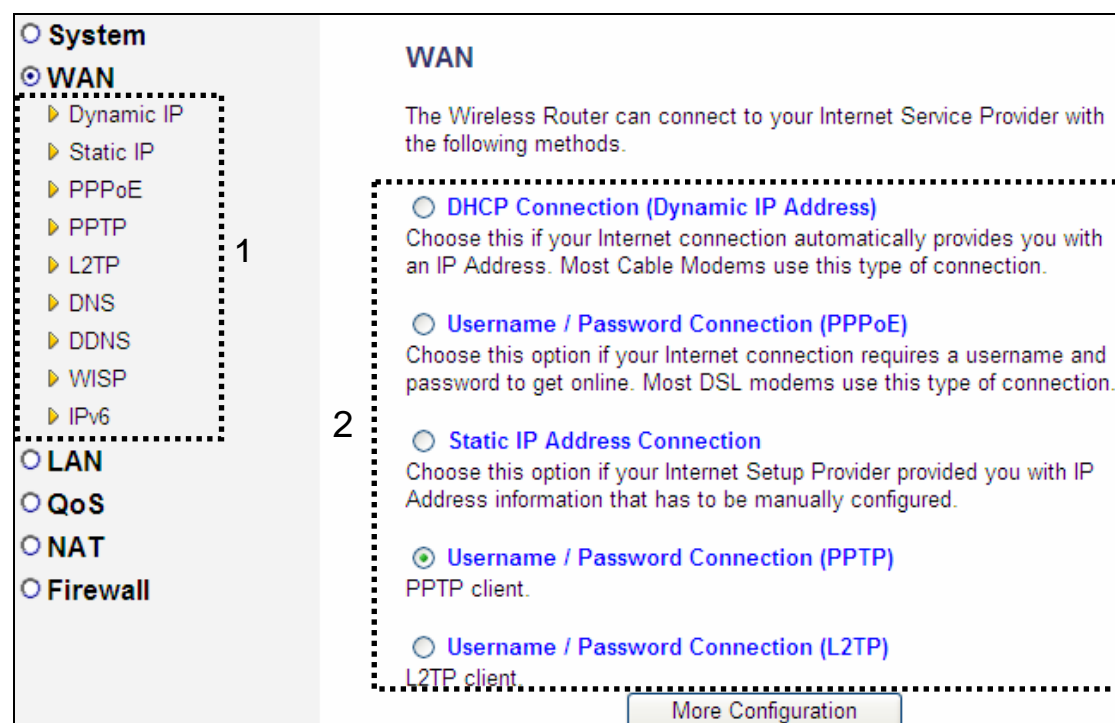 System
WAN
Dynamic IP
Static IP
PPPoE
PPTP
L2TP
DNS
DDNS
WISP
IPv6
1
LAN
QoS
NAT
Firewall
WAN
The Wireless Router can connect to your Internet Service Provider with
the following methods.
2
DHCP Connection (Dynamic IP Address)
Choose this if your Internet connection automatically provides you with
an IP Address. Most Cable Modems use this type of connection.
Username / Password Connection (PPPoE)
Choose this option if your Internet connection requires a username and
password to get online. Most DSL modems use this type of connection.
Static IP Address Connection
Choose this option if your Internet Setup Provider provided you with IP
Address information that has to be manually configured.
Username / Password Connection (PPTP)
PPTP client.
Username / Password Connection (L2TP)
L2TP client.
More Configuration